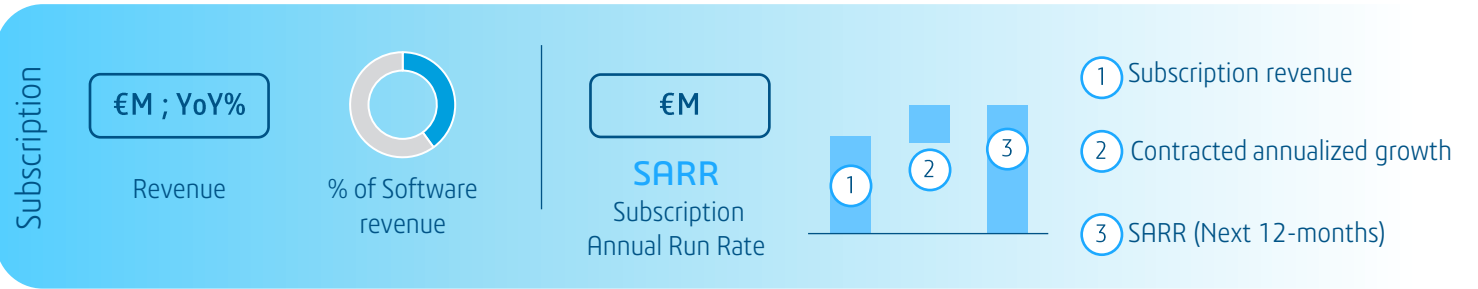 Subscription
€M ; YoY%
Revenue
% of Software
revenue
€M
SARR
Subscription
Annual Run Rate
1
2
3
1 Subscription revenue
2 Contracted annualized growth
3 SARR (Next 12-months)